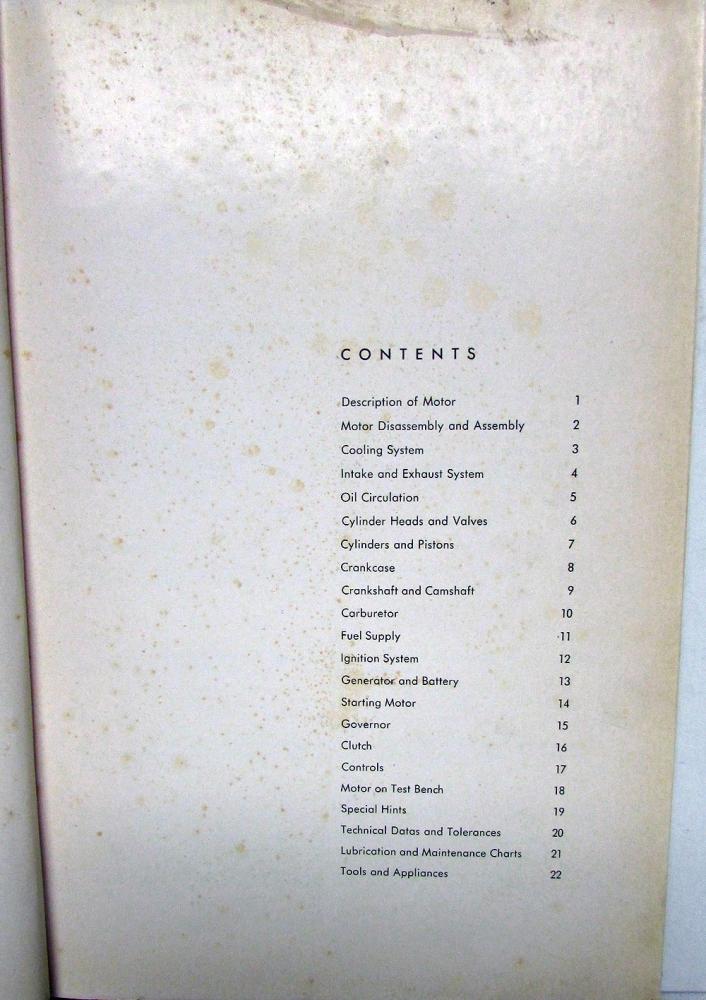 CONTENTS
Description of Motor 1
Motor Disassembly and Assembly 2
Cooling System 3
Intake and Exhaust System 4
Oil Circulation 5
Cylinder Heads and Valves 6
Cylinders and Pistons 7
Crankcase 8
Crankshaft and Camshaft 9
Carburetor 10
Fuel Supply 11
Ignition System 12
Generator and Battery 13
Starting Motor 14
Governor 15
Clutch 16
Controls 17
Motor on Test Bench 18
Special Hints 19
Technical Datas and Tolerances 20
Lubrication and Maintenance Charts 21
Tools and Appliances 22